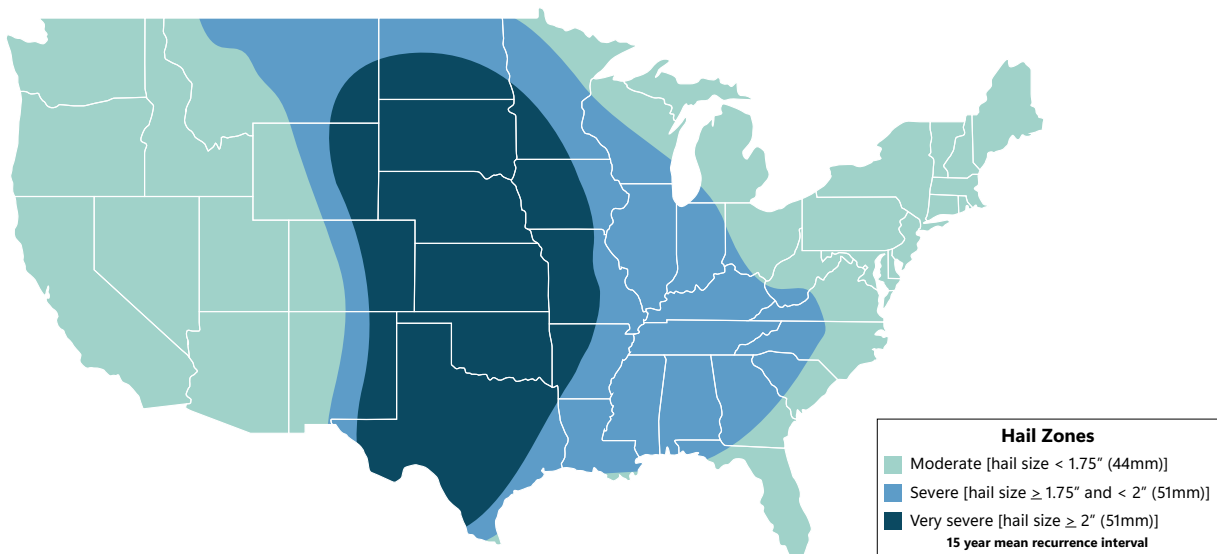 Hail Zones
Moderate [hail size < 1.75” (44mm)]
Severe [hail size ≥ 1.75” and < 2” (51mm)]
Very severe [hail size ≥ 2” (51mm)]
15 year mean recurrence interval